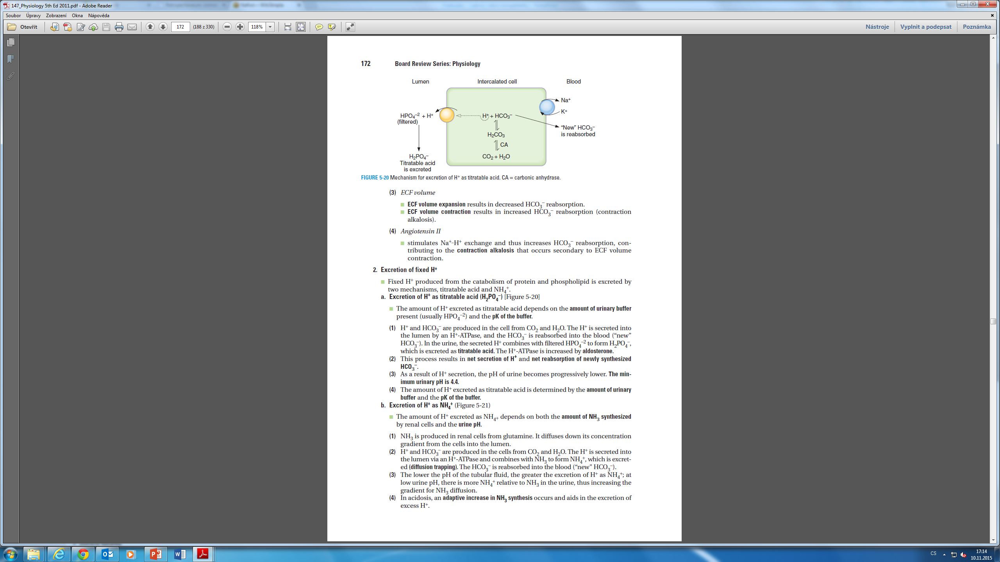 147_Physiology 5th Ed 2011.pdf - Adobe Reader
Soubor Úpravy Zobrazení Okna Nápověda
Otevřít 172 (188 z 330) 118% Nástroje Vyplnit a podepsat Poznámka
172 Board Review Series: Physiology
Lumen Intercalated cell Blood
Na⁺
K⁺
HPO₄⁻² + H⁺ H⁺ + HCO₃⁻
(filtered)
"New" HCO₃⁻
is reabsorbed
H₂CO₃
CA
H₂PO₄⁻ CO₂ + H₂O
Titratable acid
is excreted
FIGURE 5-20 Mechanism for excretion of H⁺ as titratable acid. CA = carbonic anhydrase.
(3) ECF volume
■ ECF volume expansion results in decreased HCO₃⁻ reabsorption.
■ ECF volume contraction results in increased HCO₃⁻ reabsorption (contraction
alkalosis).
(4) Angiotensin II
■ stimulates Na⁺–H⁺ exchange and thus increases HCO₃⁻ reabsorption, con-
tributing to the contraction alkalosis that occurs secondary to ECF volume
contraction.
2. Excretion of fixed H⁺
■ Fixed H⁺ produced from the catabolism of protein and phospholipid is excreted by
two mechanisms, titratable acid and NH₄⁺.
a. Excretion of H⁺ as titratable acid (H₂PO₄⁻) [Figure 5-20]
■ The amount of H⁺ excreted as titratable acid depends on the amount of urinary buffer
present (usually HPO₄⁻²) and the pK of the buffer.
(1) H⁺ and HCO₃⁻ are produced in the cell from CO₂ and H₂O. The H⁺ is secreted into
the lumen by an H⁺-ATPase, and the HCO₃⁻ is reabsorbed into the blood ("new"
HCO₃⁻). In the urine, the secreted H⁺ combines with filtered HPO₄⁻² to form H₂PO₄⁻,
which is excreted as titratable acid. The H⁺-ATPase is increased by aldosterone.
(2) This process results in net secretion of H⁺ and net reabsorption of newly synthesized
HCO₃⁻.
(3) As a result of H⁺ secretion, the pH of urine becomes progressively lower. The min-
imum urinary pH is 4.4.
(4) The amount of H⁺ excreted as titratable acid is determined by the amount of urinary
buffer and the pK of the buffer.
b. Excretion of H⁺ as NH₄⁺ (Figure 5-21)
■ The amount of H⁺ excreted as NH₄₊ depends on both the amount of NH₃ synthesized
by renal cells and the urine pH.
(1) NH₃ is produced in renal cells from glutamine. It diffuses down its concentration
gradient from the cells into the lumen.
(2) H⁺ and HCO₃⁻ are produced in the cells from CO₂ and H₂O. The H⁺ is secreted into
the lumen via an H⁺-ATPase and combines with NH₃ to form NH₄⁺, which is excret-
ed (diffusion trapping). The HCO₃⁻ is reabsorbed into the blood ("new" HCO₃⁻).
(3) The lower the pH of the tubular fluid, the greater the excretion of H⁺ as NH₄⁺; at
low urine pH, there is more NH₄⁺ relative to NH₃ in the urine, thus increasing the
gradient for NH₃ diffusion.
(4) In acidosis, an adaptive increase in NH₃ synthesis occurs and aids in the excretion of
excess H⁺.
CS 17:14
10.11.2015